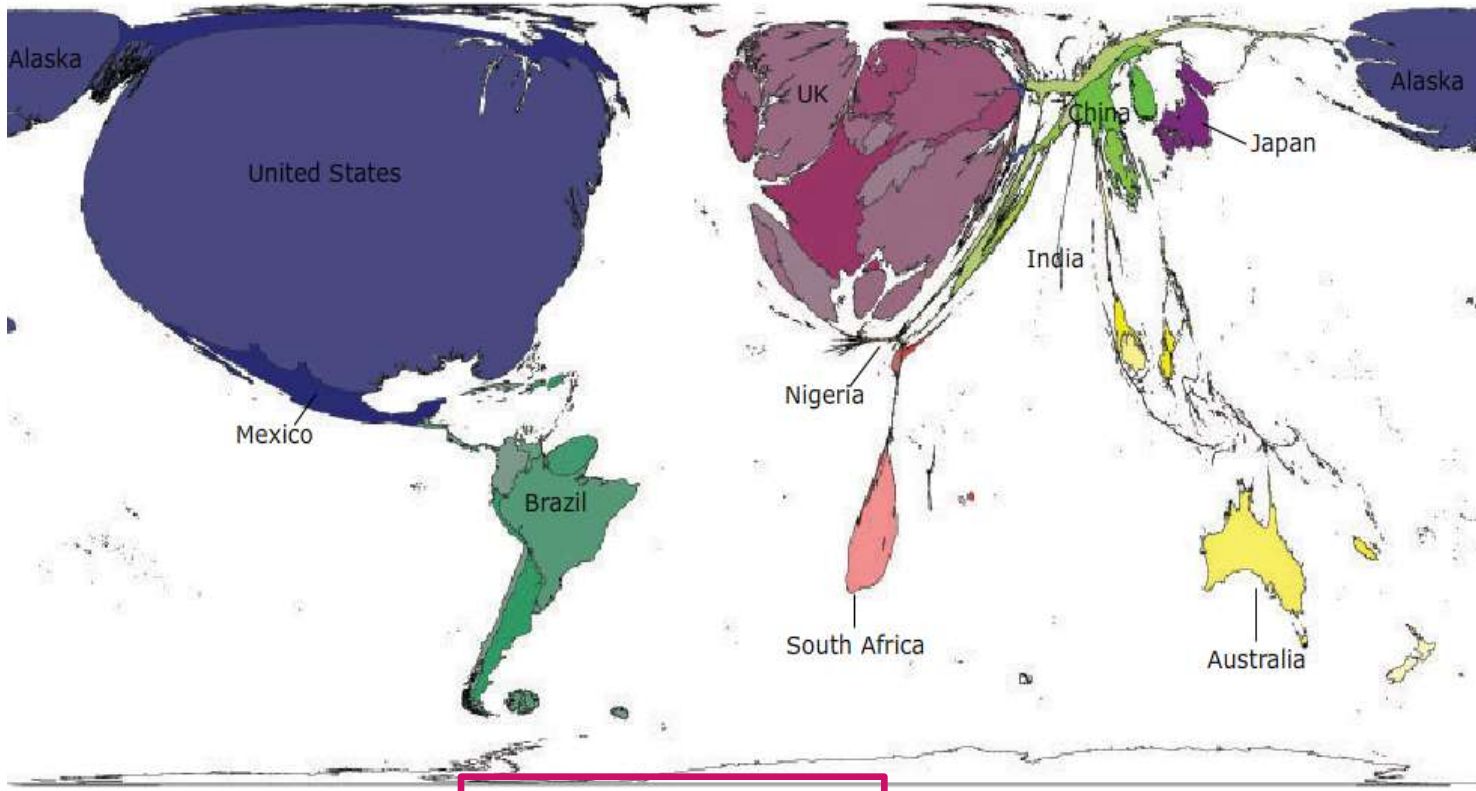 Alaska
UK
Alaska
China
Japan
United States
India
Nigeria
Mexico
Brazil
South Africa
Australia